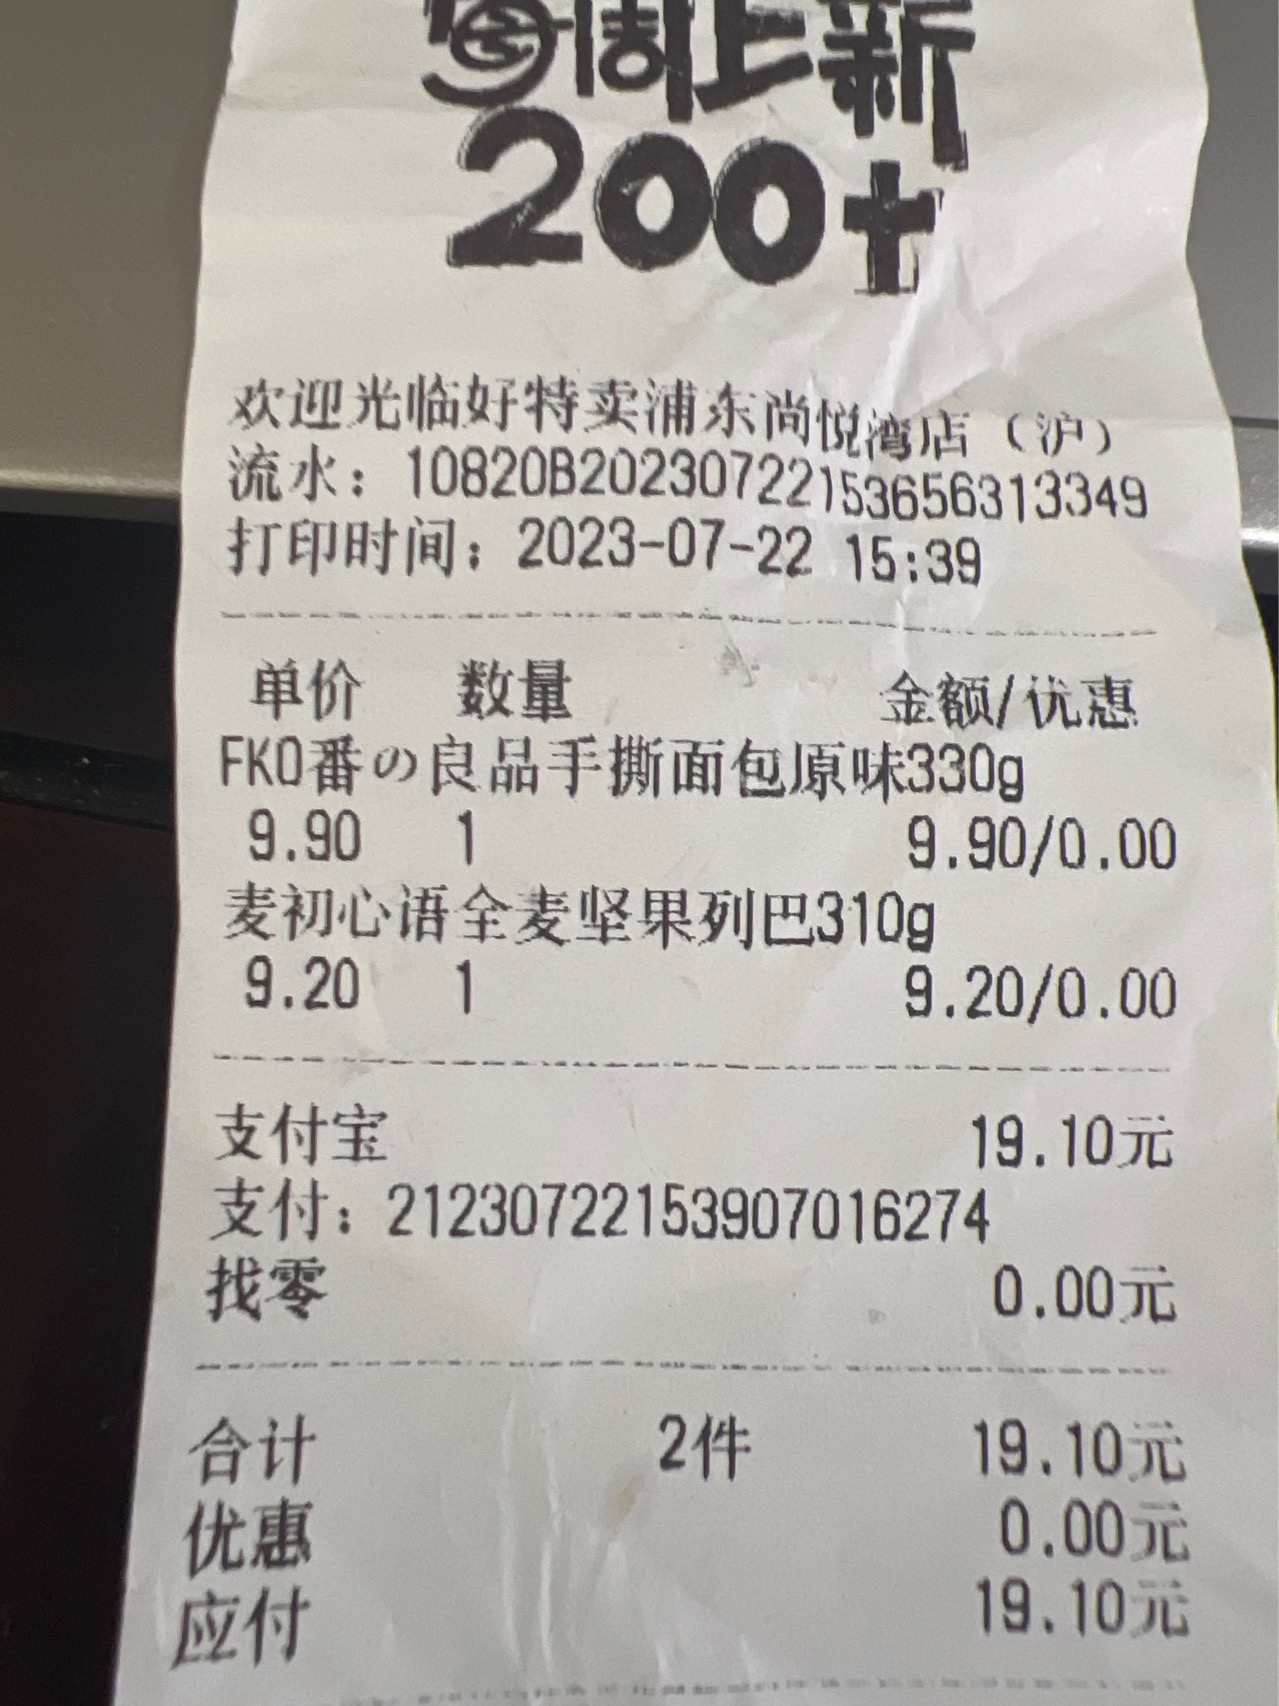 每周上新
200+
欢迎光临好特卖浦东尚悦湾店（沪）
流水：10820B20230722153656313349
打印时间：2023-07-22 15:39
单价 数量 金额/优惠
FKO番の良品手撕面包原味330g
9.90 1 9.90/0.00
麦初心语全麦坚果列巴310g
9.20 1 9.20/0.00
支付宝 19.10元
支付：21230722153907016274
找零 0.00元
合计 2件 19.10元
优惠 0.00元
应付 19.10元